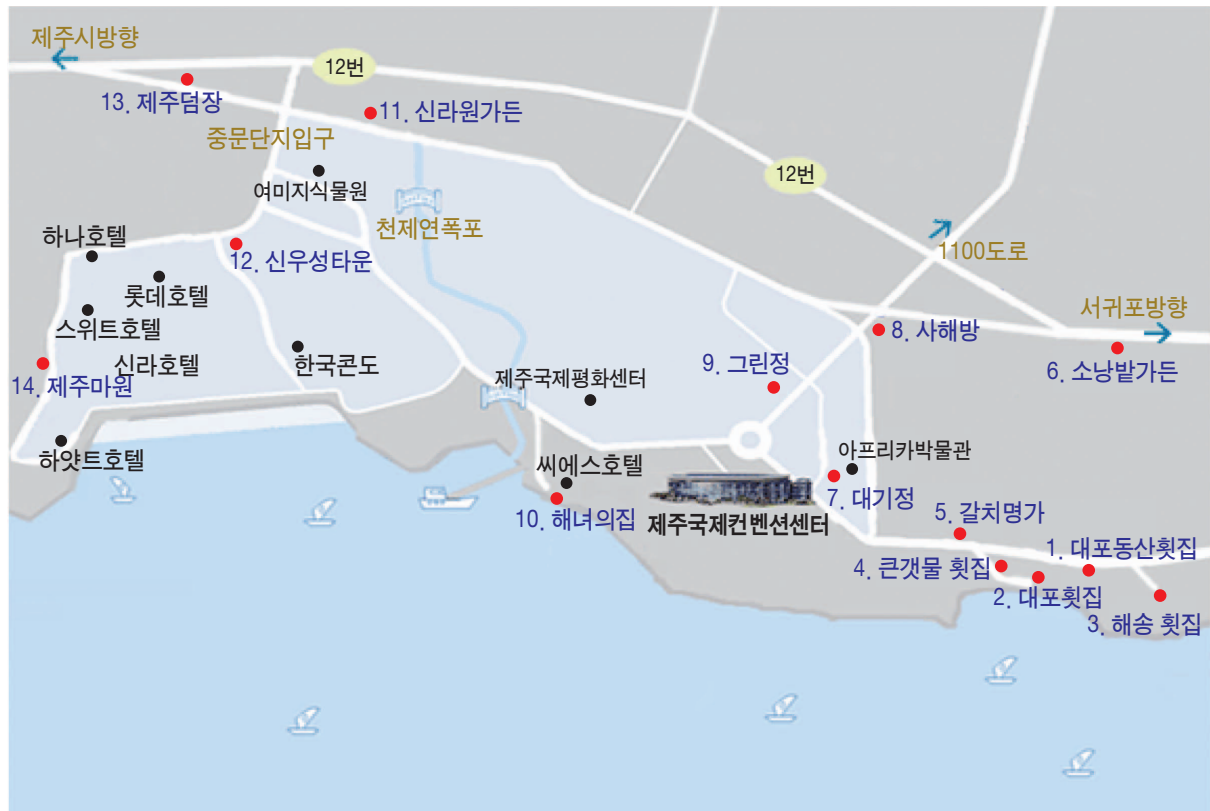 제주시방향
12번
13. 제주덤장
11. 신라원가든
중문단지입구
여미지식물원
12번
천제연폭포
하나호텔
12. 신우성타운
1100도로
롯데호텔
서귀포방향
스위트호텔
8. 사해방
신라호텔
한국콘도
9. 그린정
6. 소낭밭가든
14. 제주마원
제주국제평화센터
하얏트호텔
씨에스호텔
아프리카박물관
7. 대기정
10. 해녀의집
제주국제컨벤션센터
5. 갈치명가
1. 대포동산횟집
4. 큰갯물 횟집
2. 대포횟집
3. 해송 횟집